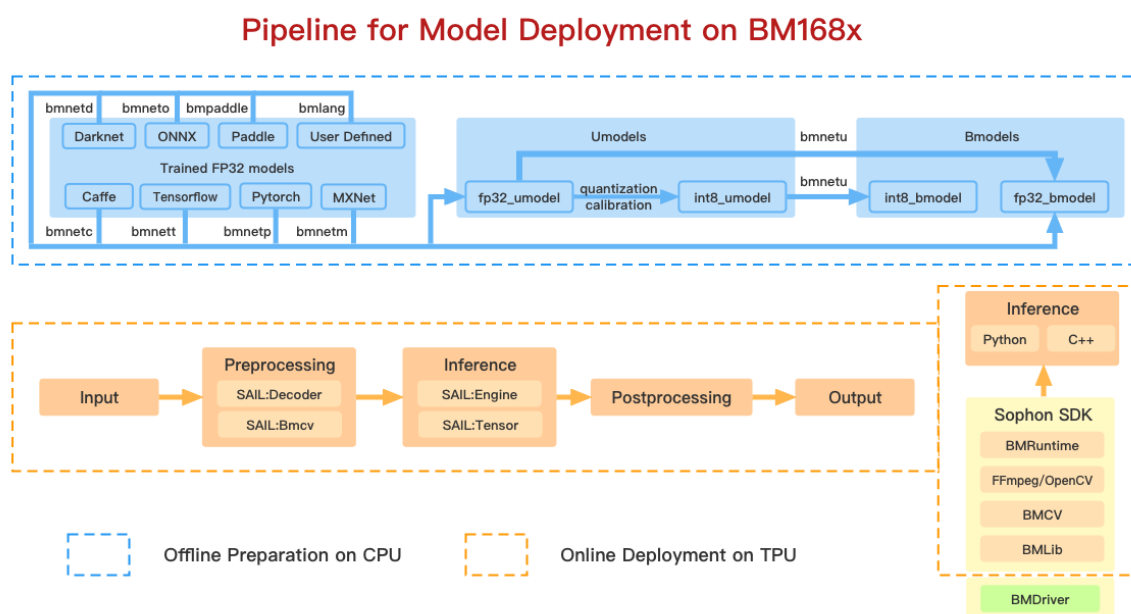 Pipeline for Model Deployment on BM168x
bmnetd
bmneto
bmpaddle
bmlang
Darknet
ONNX
Paddle
User Defined
Trained FP32 models
Caffe
Tensorflow
Pytorch
MXNet
bmnetc
bmnett
bmnetp
bmnetm
Umodels
bmnetu
Bmodels
fp32_umodel
quantization
calibration
int8_umodel
bmnetu
int8_bmodel
fp32_bmodel
Input
Preprocessing
SAIL:Decoder
SAIL:Bmcv
Inference
SAIL:Engine
SAIL:Tensor
Postprocessing
Output
Inference
Python
C++
Sophon SDK
BMRuntime
FFmpeg/OpenCV
BMCV
BMLib
BMDriver
Offline Preparation on CPU
Online Deployment on TPU